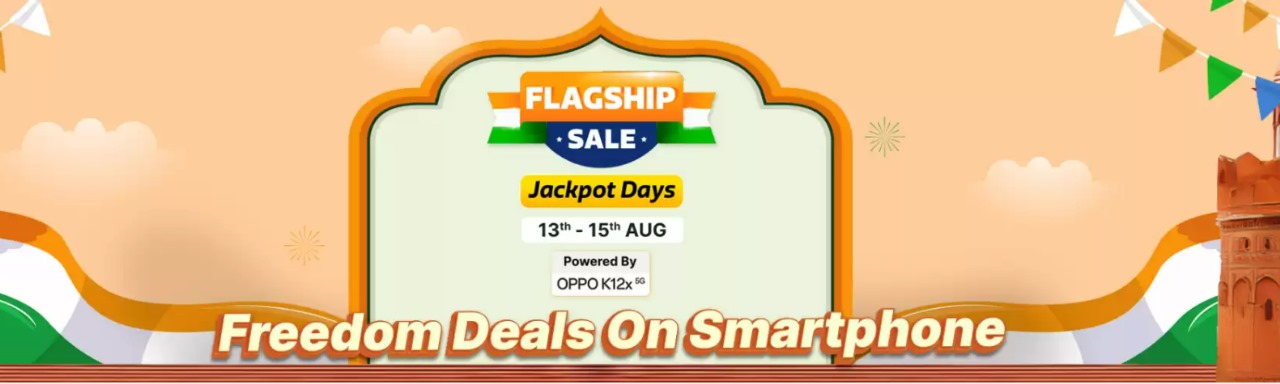 FLAGSHIP
· SALE ·
Jackpot Days
13th - 15th AUG
Powered By
OPPO K12x 5G
Freedom Deals On Smartphone